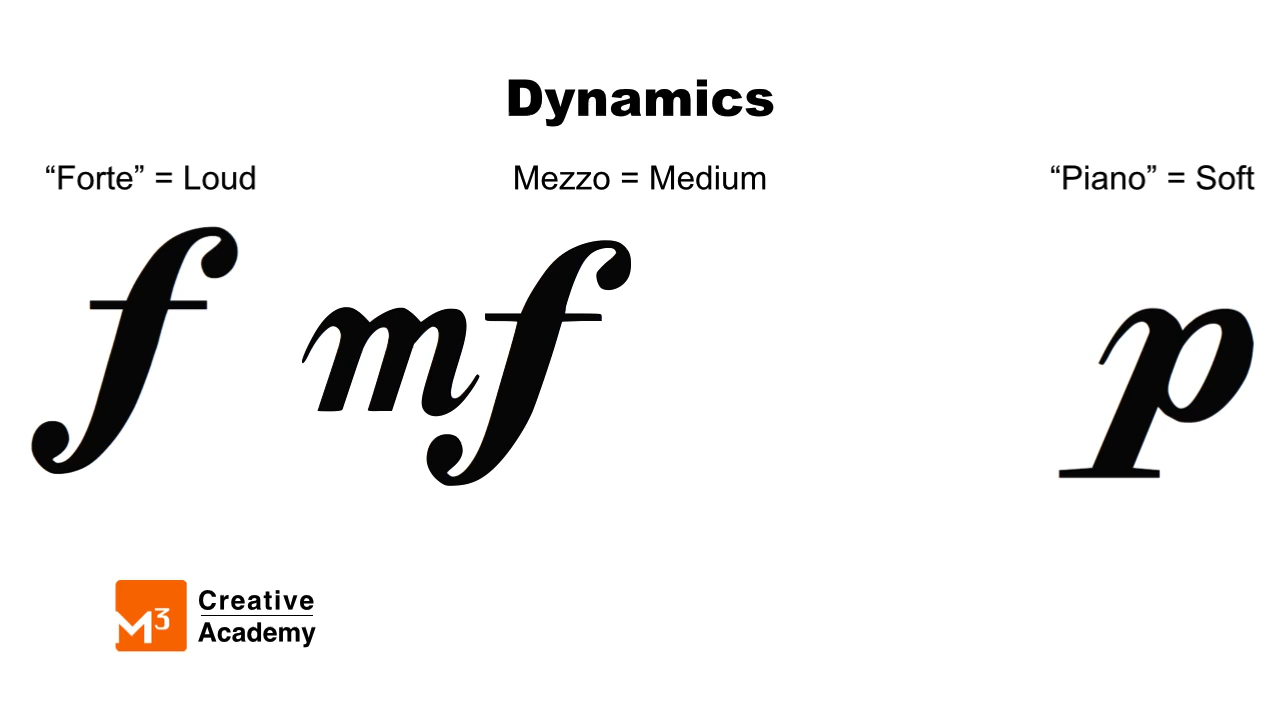 Dynamics
“Forte” = Loud
Mezzo = Medium
“Piano” = Soft
f
mf
p
M3
Creative
Academy